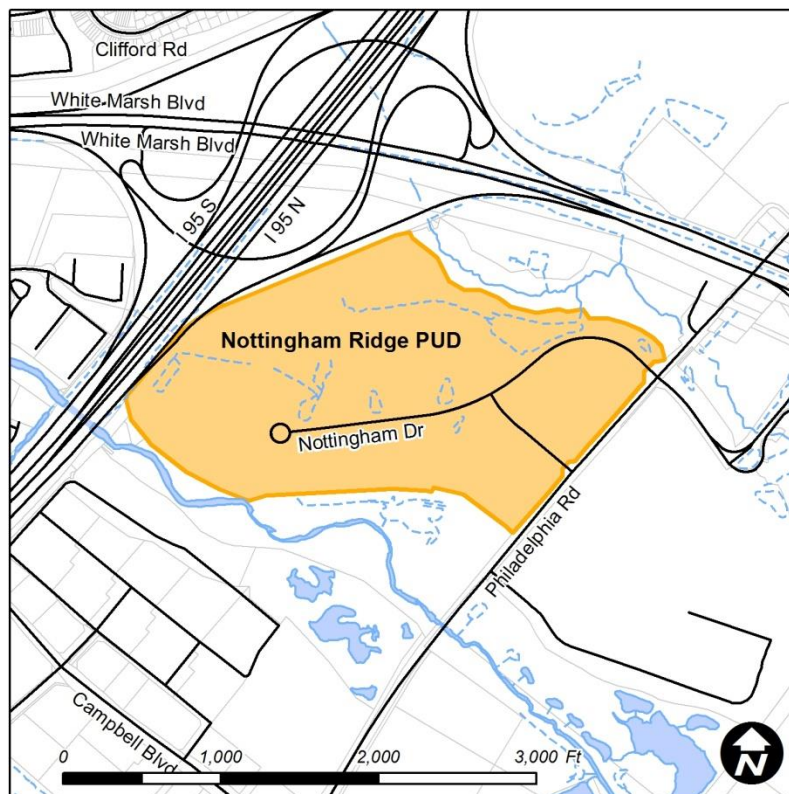 Clifford Rd
White Marsh Blvd
White Marsh Blvd
I 95 S
I 95 N
Nottingham Ridge PUD
Nottingham Dr
Philadelphia Rd
Campbell Blvd
0 1,000 2,000 3,000 Ft
N